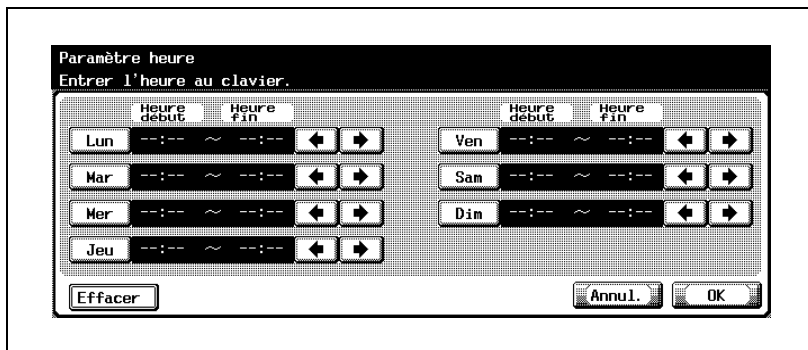 Paramètre heure
Entrer l'heure au clavier.
Heure début Heure fin
Lun --:-- ~ --:--
Mar --:-- ~ --:--
Mer --:-- ~ --:--
Jeu --:-- ~ --:--
Heure début Heure fin
Ven --:-- ~ --:--
Sam --:-- ~ --:--
Dim --:-- ~ --:--
Effacer
Annul. OK